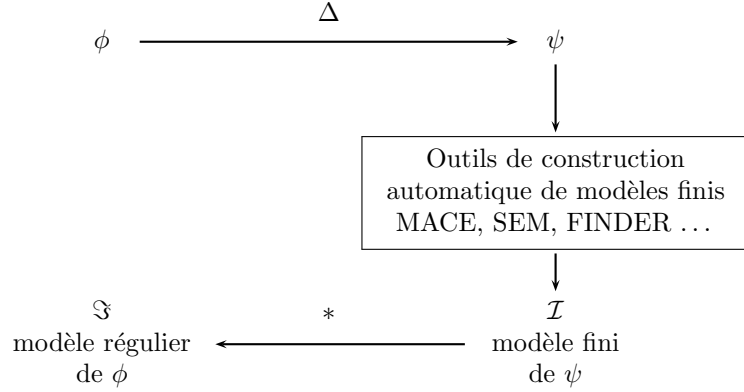 Δ
ϕ ψ
Outils de construction
automatique de modèles finis
MACE, SEM, FINDER . . .
ℑ * ℐ
modèle régulier modèle fini
de ϕ de ψ